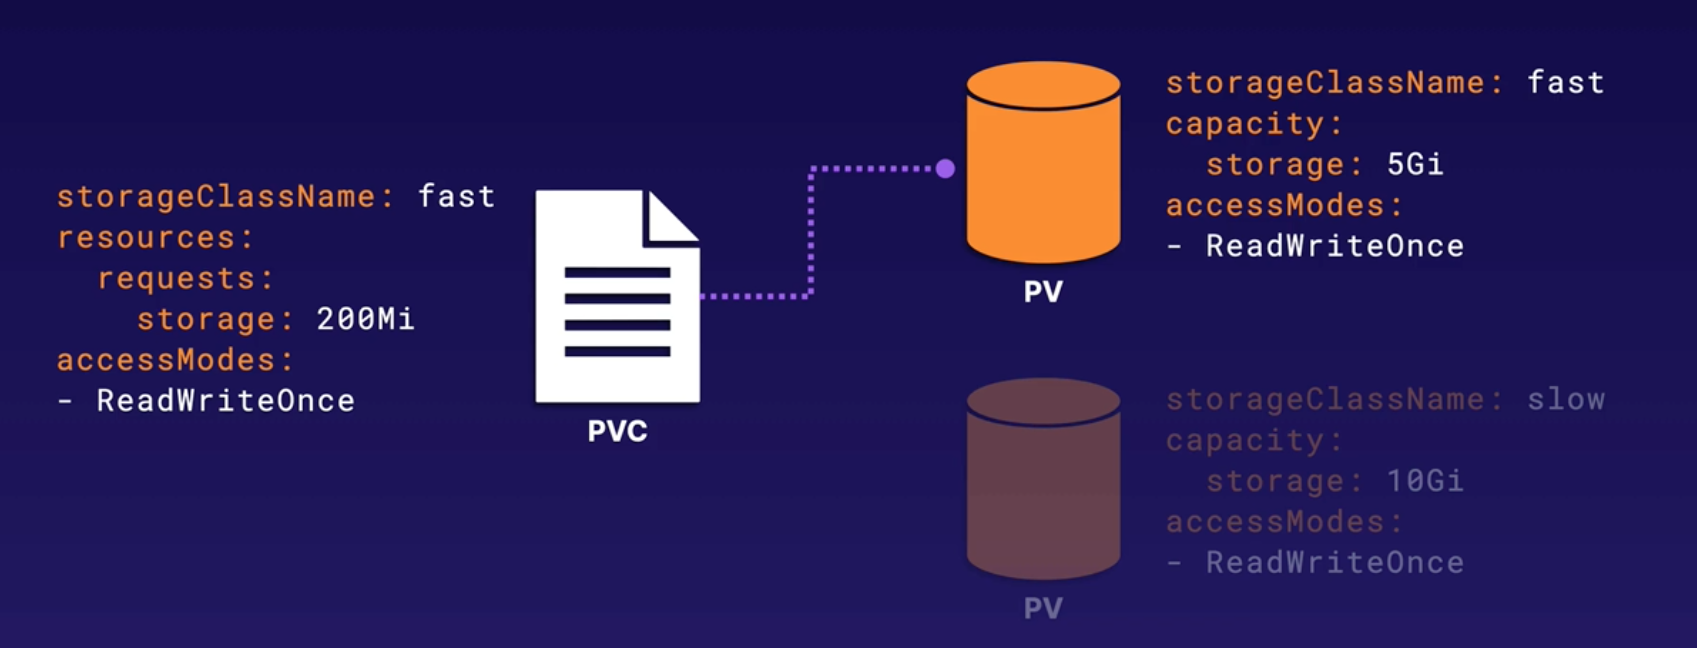 storageClassName: fast
resources:
  requests:
    storage: 200Mi
accessModes:
- ReadWriteOnce
PVC
storageClassName: fast
capacity:
  storage: 5Gi
accessModes:
- ReadWriteOnce
PV
storageClassName: slow
capacity:
  storage: 10Gi
accessModes:
- ReadWriteOnce
PV